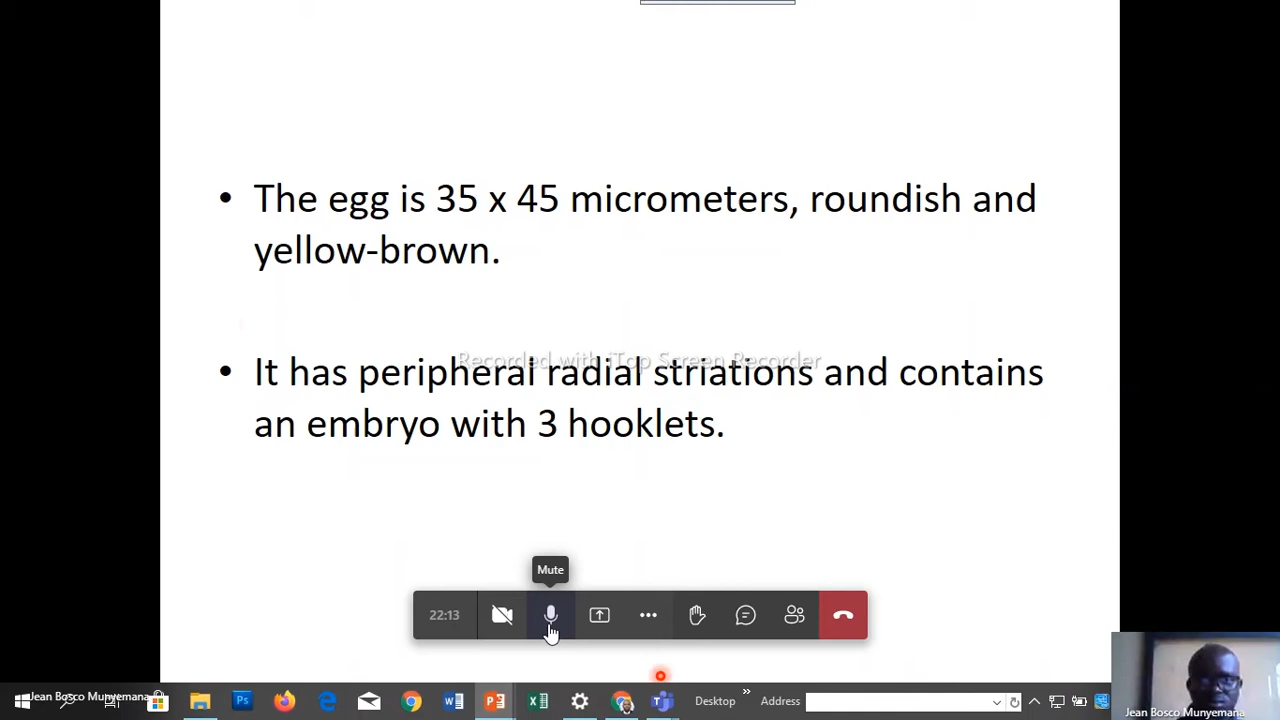 • The egg is 35 x 45 micrometers, roundish and
yellow-brown.
Recorded with iTop Screen Recorder
• It has peripheral radial striations and contains
an embryo with 3 hooklets.
Mute
22:13
Jean Bosco Munyemana
Desktop
Address
Jean Bosco Munyemana